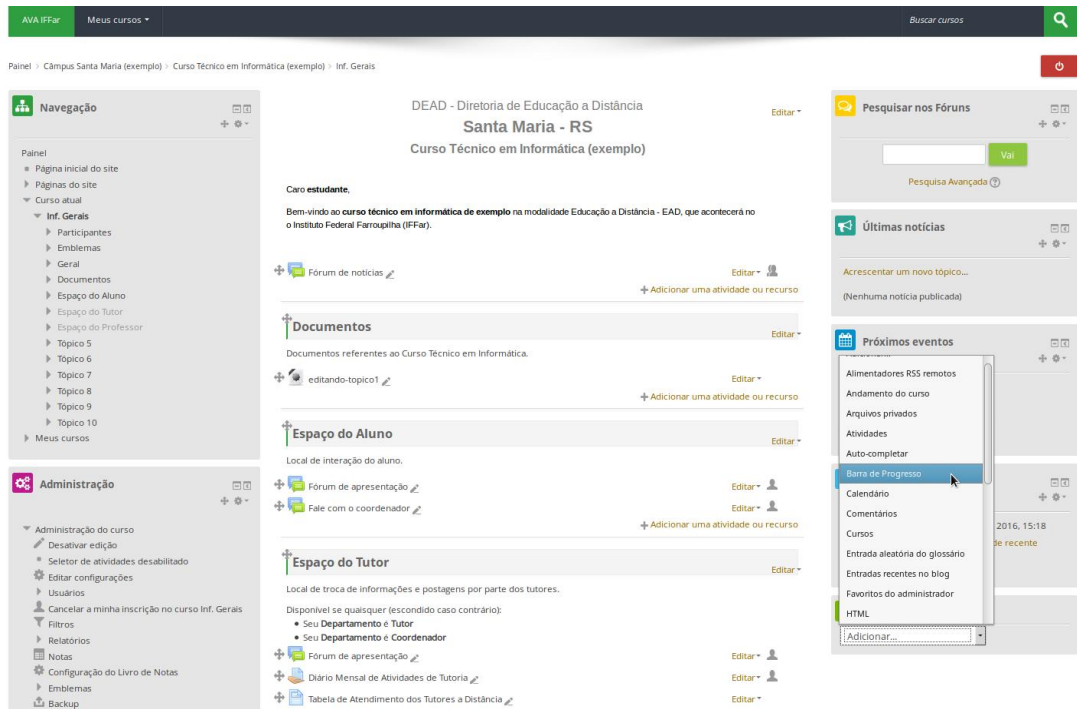 AVA IFFar
Meus cursos
Buscar cursos
Painel > Câmpus Santa Maria (exemplo) > Curso Técnico em Informática (exemplo) > Inf. Gerais
Navegação
Painel
Página inicial do site
Páginas do site
Curso atual
Inf. Gerais
Participantes
Emblemas
Geral
Documentos
Espaço do Aluno
Espaço do Tutor
Espaço do Professor
Tópico 5
Tópico 6
Tópico 7
Tópico 8
Tópico 9
Tópico 10
Meus cursos
Administração
Administração do curso
Desativar edição
Seletor de atividades desabilitado
Editar configurações
Usuários
Cancelar a minha inscrição no curso Inf. Gerais
Filtros
Relatórios
Notas
Configuração do Livro de Notas
Emblemas
Backup
DEAD - Diretoria de Educação a Distância
Editar
Santa Maria - RS
Curso Técnico em Informática (exemplo)
Caro estudante,
Bem-vindo ao curso técnico em informática de exemplo na modalidade Educação a Distância - EAD, que acontecerá no
o Instituto Federal Farroupilha (IFFar).
Fórum de notícias
Editar
Adicionar uma atividade ou recurso
Documentos
Editar
Documentos referentes ao Curso Técnico em Informática.
editando-topico1
Editar
Adicionar uma atividade ou recurso
Espaço do Aluno
Editar
Local de interação do aluno.
Fórum de apresentação
Editar
Fale com o coordenador
Editar
Adicionar uma atividade ou recurso
Espaço do Tutor
Editar
Local de troca de informações e postagens por parte dos tutores.
Disponível se quaisquer (escondido caso contrário):
Seu Departamento é Tutor
Seu Departamento é Coordenador
Fórum de apresentação
Editar
Diário Mensal de Atividades de Tutoria
Editar
Tabela de Atendimento dos Tutores a Distância
Editar
Pesquisar nos Fóruns
Vai
Pesquisa Avançada
Últimas notícias
Acrescentar um novo tópico...
(Nenhuma notícia publicada)
Próximos eventos
Alimentadores RSS remotos
Andamento do curso
Arquivos privados
Atividades
Auto-completar
Barra de Progresso
Calendário
Comentários
2016, 15:18
Cursos
de recente
Entrada aleatória do glossário
Entradas recentes no blog
Favoritos do administrador
HTML
Adicionar...